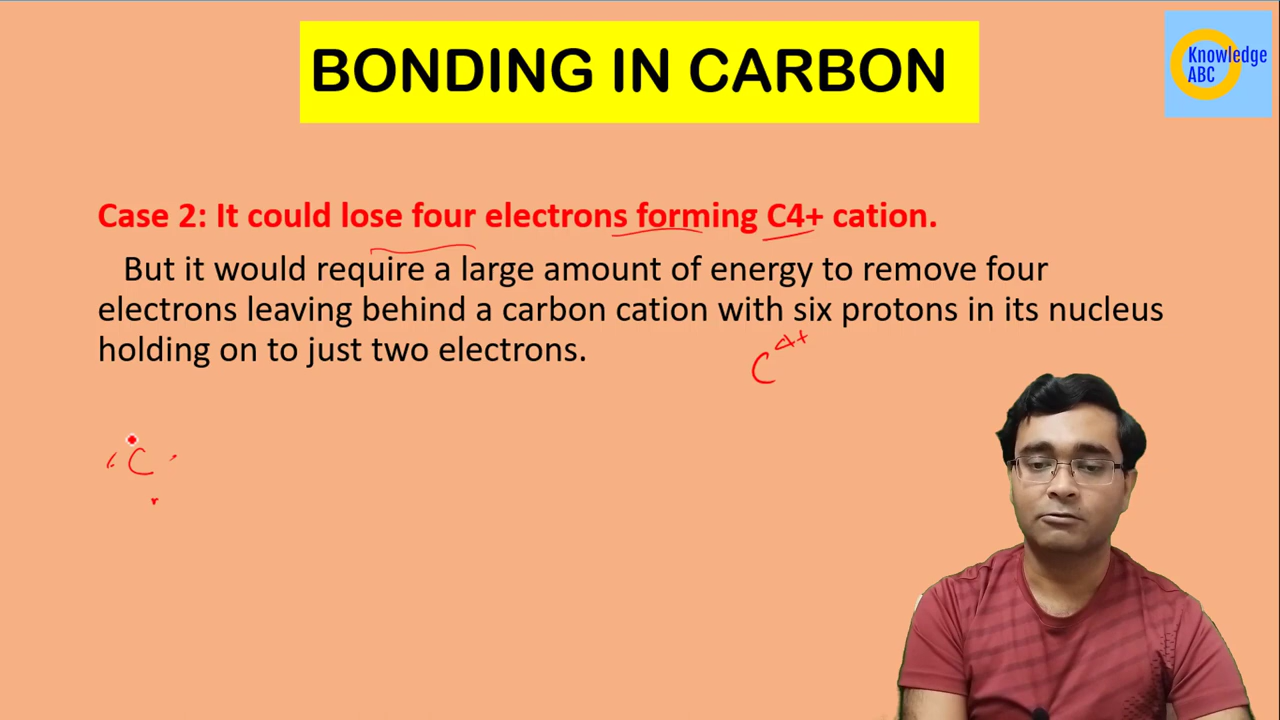 BONDING IN CARBON
Knowledge
ABC
Case 2: It could lose four electrons forming C4+ cation.
But it would require a large amount of energy to remove four
electrons leaving behind a carbon cation with six protons in its nucleus
holding on to just two electrons.
C⁴⁺
C